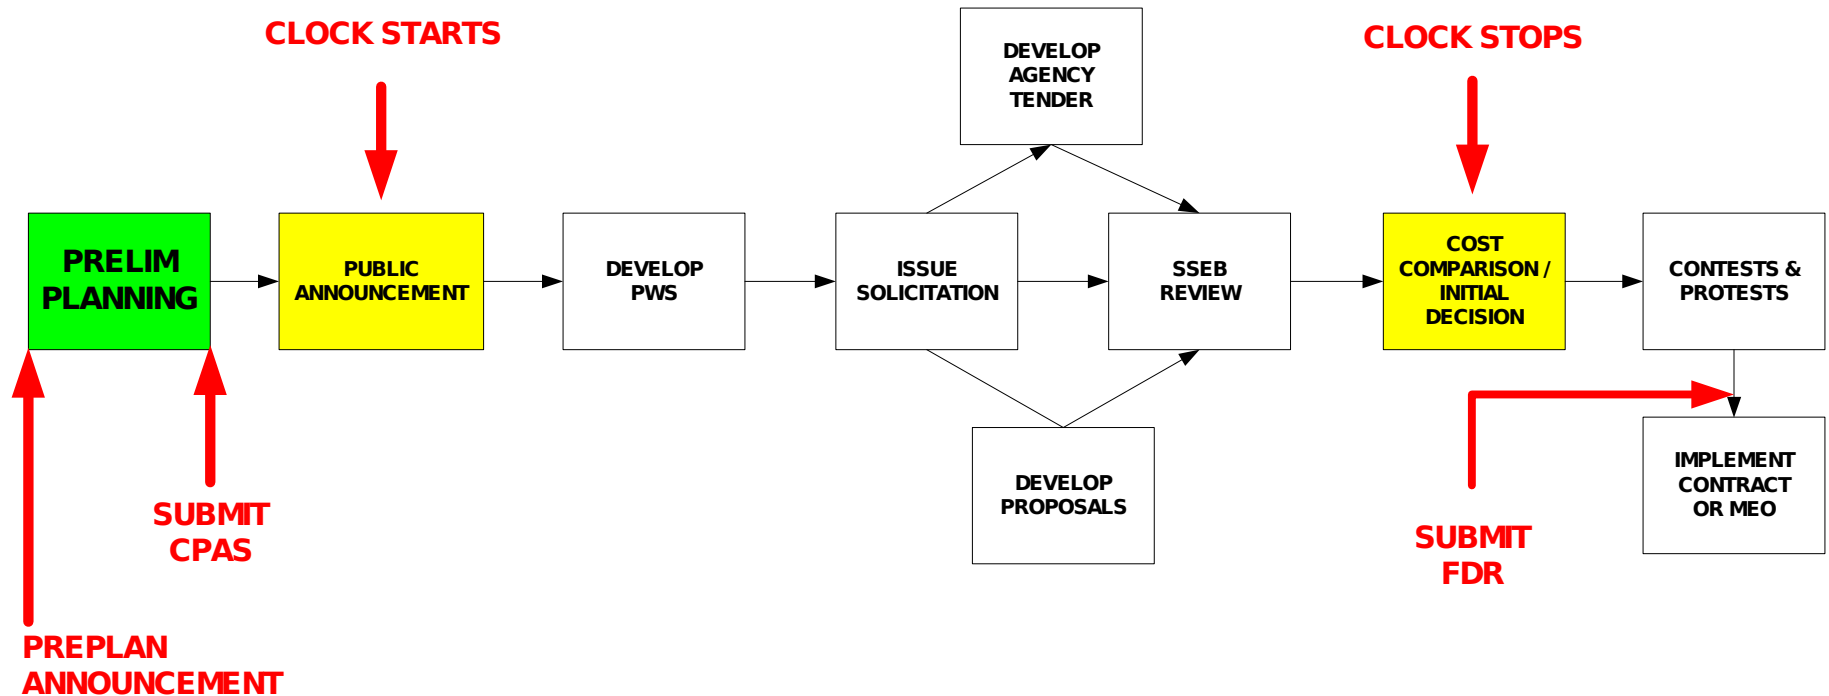 CLOCK STARTS
DEVELOP
AGENCY
TENDER
CLOCK STOPS
PRELIM
PLANNING
PUBLIC
ANNOUNCEMENT
DEVELOP
PWS
ISSUE
SOLICITATION
SSEB
REVIEW
COST
COMPARISON /
INITIAL
DECISION
CONTESTS &
PROTESTS
SUBMIT
CPAS
DEVELOP
PROPOSALS
SUBMIT
FDR
IMPLEMENT
CONTRACT
OR MEO
PREPLAN
ANNOUNCEMENT